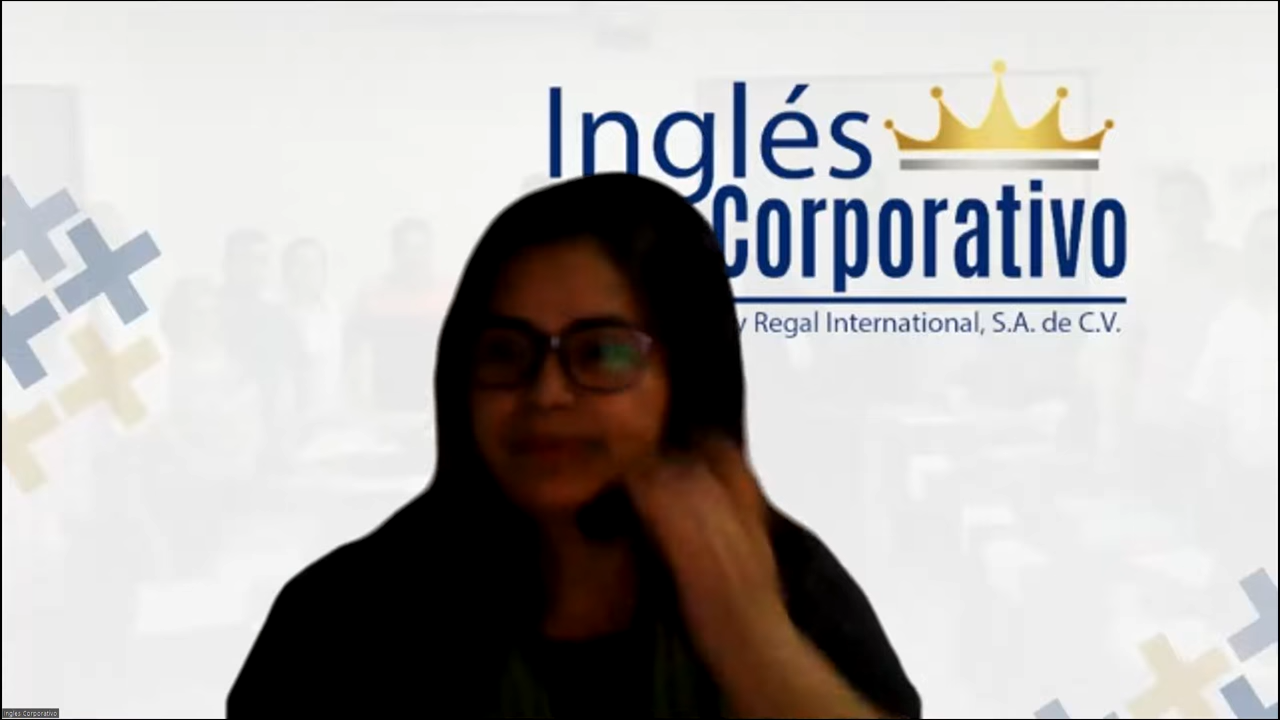 Inglés
Corporativo
y Regal International, S.A. de C.V.
Inglés Corporativo